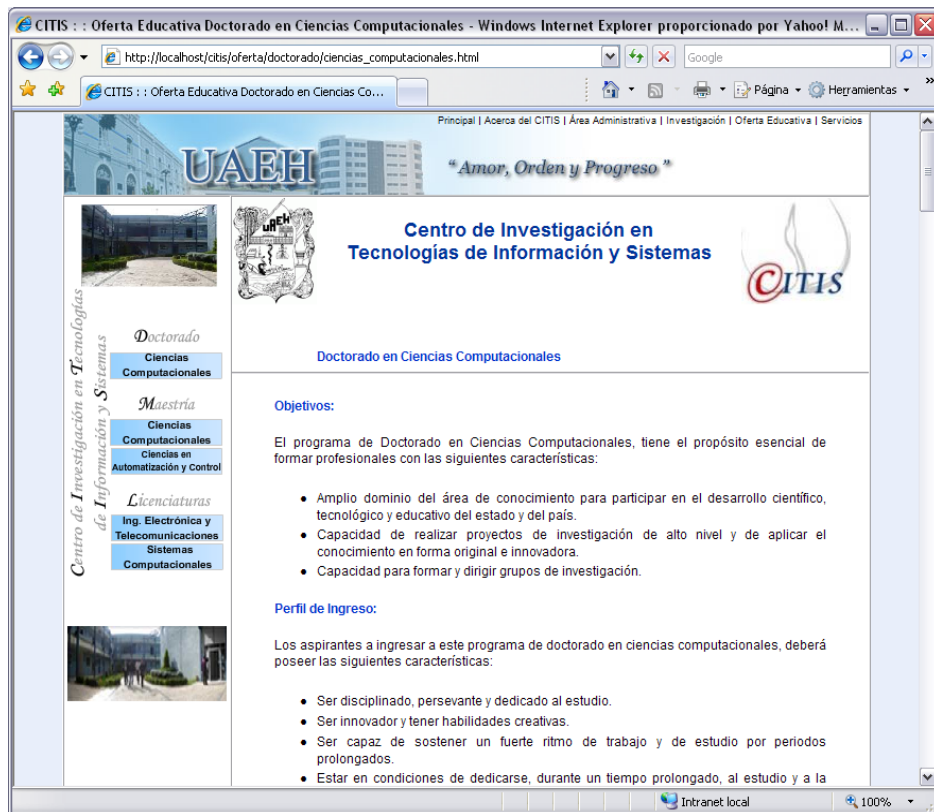 CITIS : : Oferta Educativa Doctorado en Ciencias Computacionales - Windows Internet Explorer proporcionado por Yahoo! M...
http://localhost/citis/oferta/doctorado/ciencias_computacionales.html
Google
CITIS : : Oferta Educativa Doctorado en Ciencias Co...
Página
Herramientas
Principal | Acerca del CITIS | Área Administrativa | Investigación | Oferta Educativa | Servicios
UAEH
“ Amor, Orden y Progreso ”
UAEH
Centro de Investigación en
Tecnologías de Información y Sistemas
CITIS
Centro de Investigación en Tecnologías
de Información y Sistemas
Doctorado
Ciencias
Computacionales
Maestría
Ciencias
Computacionales
Ciencias en
Automatización y Control
Licenciaturas
Ing. Electrónica y
Telecomunicaciones
Sistemas
Computacionales
Doctorado en Ciencias Computacionales
Objetivos:
El programa de Doctorado en Ciencias Computacionales, tiene el propósito esencial de
formar profesionales con las siguientes características:
• Amplio dominio del área de conocimiento para participar en el desarrollo científico,
tecnológico y educativo del estado y del país.
• Capacidad de realizar proyectos de investigación de alto nivel y de aplicar el
conocimiento en forma original e innovadora.
• Capacidad para formar y dirigir grupos de investigación.
Perfil de Ingreso:
Los aspirantes a ingresar a este programa de doctorado en ciencias computacionales, deberá
poseer las siguientes características:
• Ser disciplinado, persevante y dedicado al estudio.
• Ser innovador y tener habilidades creativas.
• Ser capaz de sostener un fuerte ritmo de trabajo y de estudio por periodos
prolongados.
• Estar en condiciones de dedicarse, durante un tiempo prolongado, al estudio y a la
Intranet local
100%